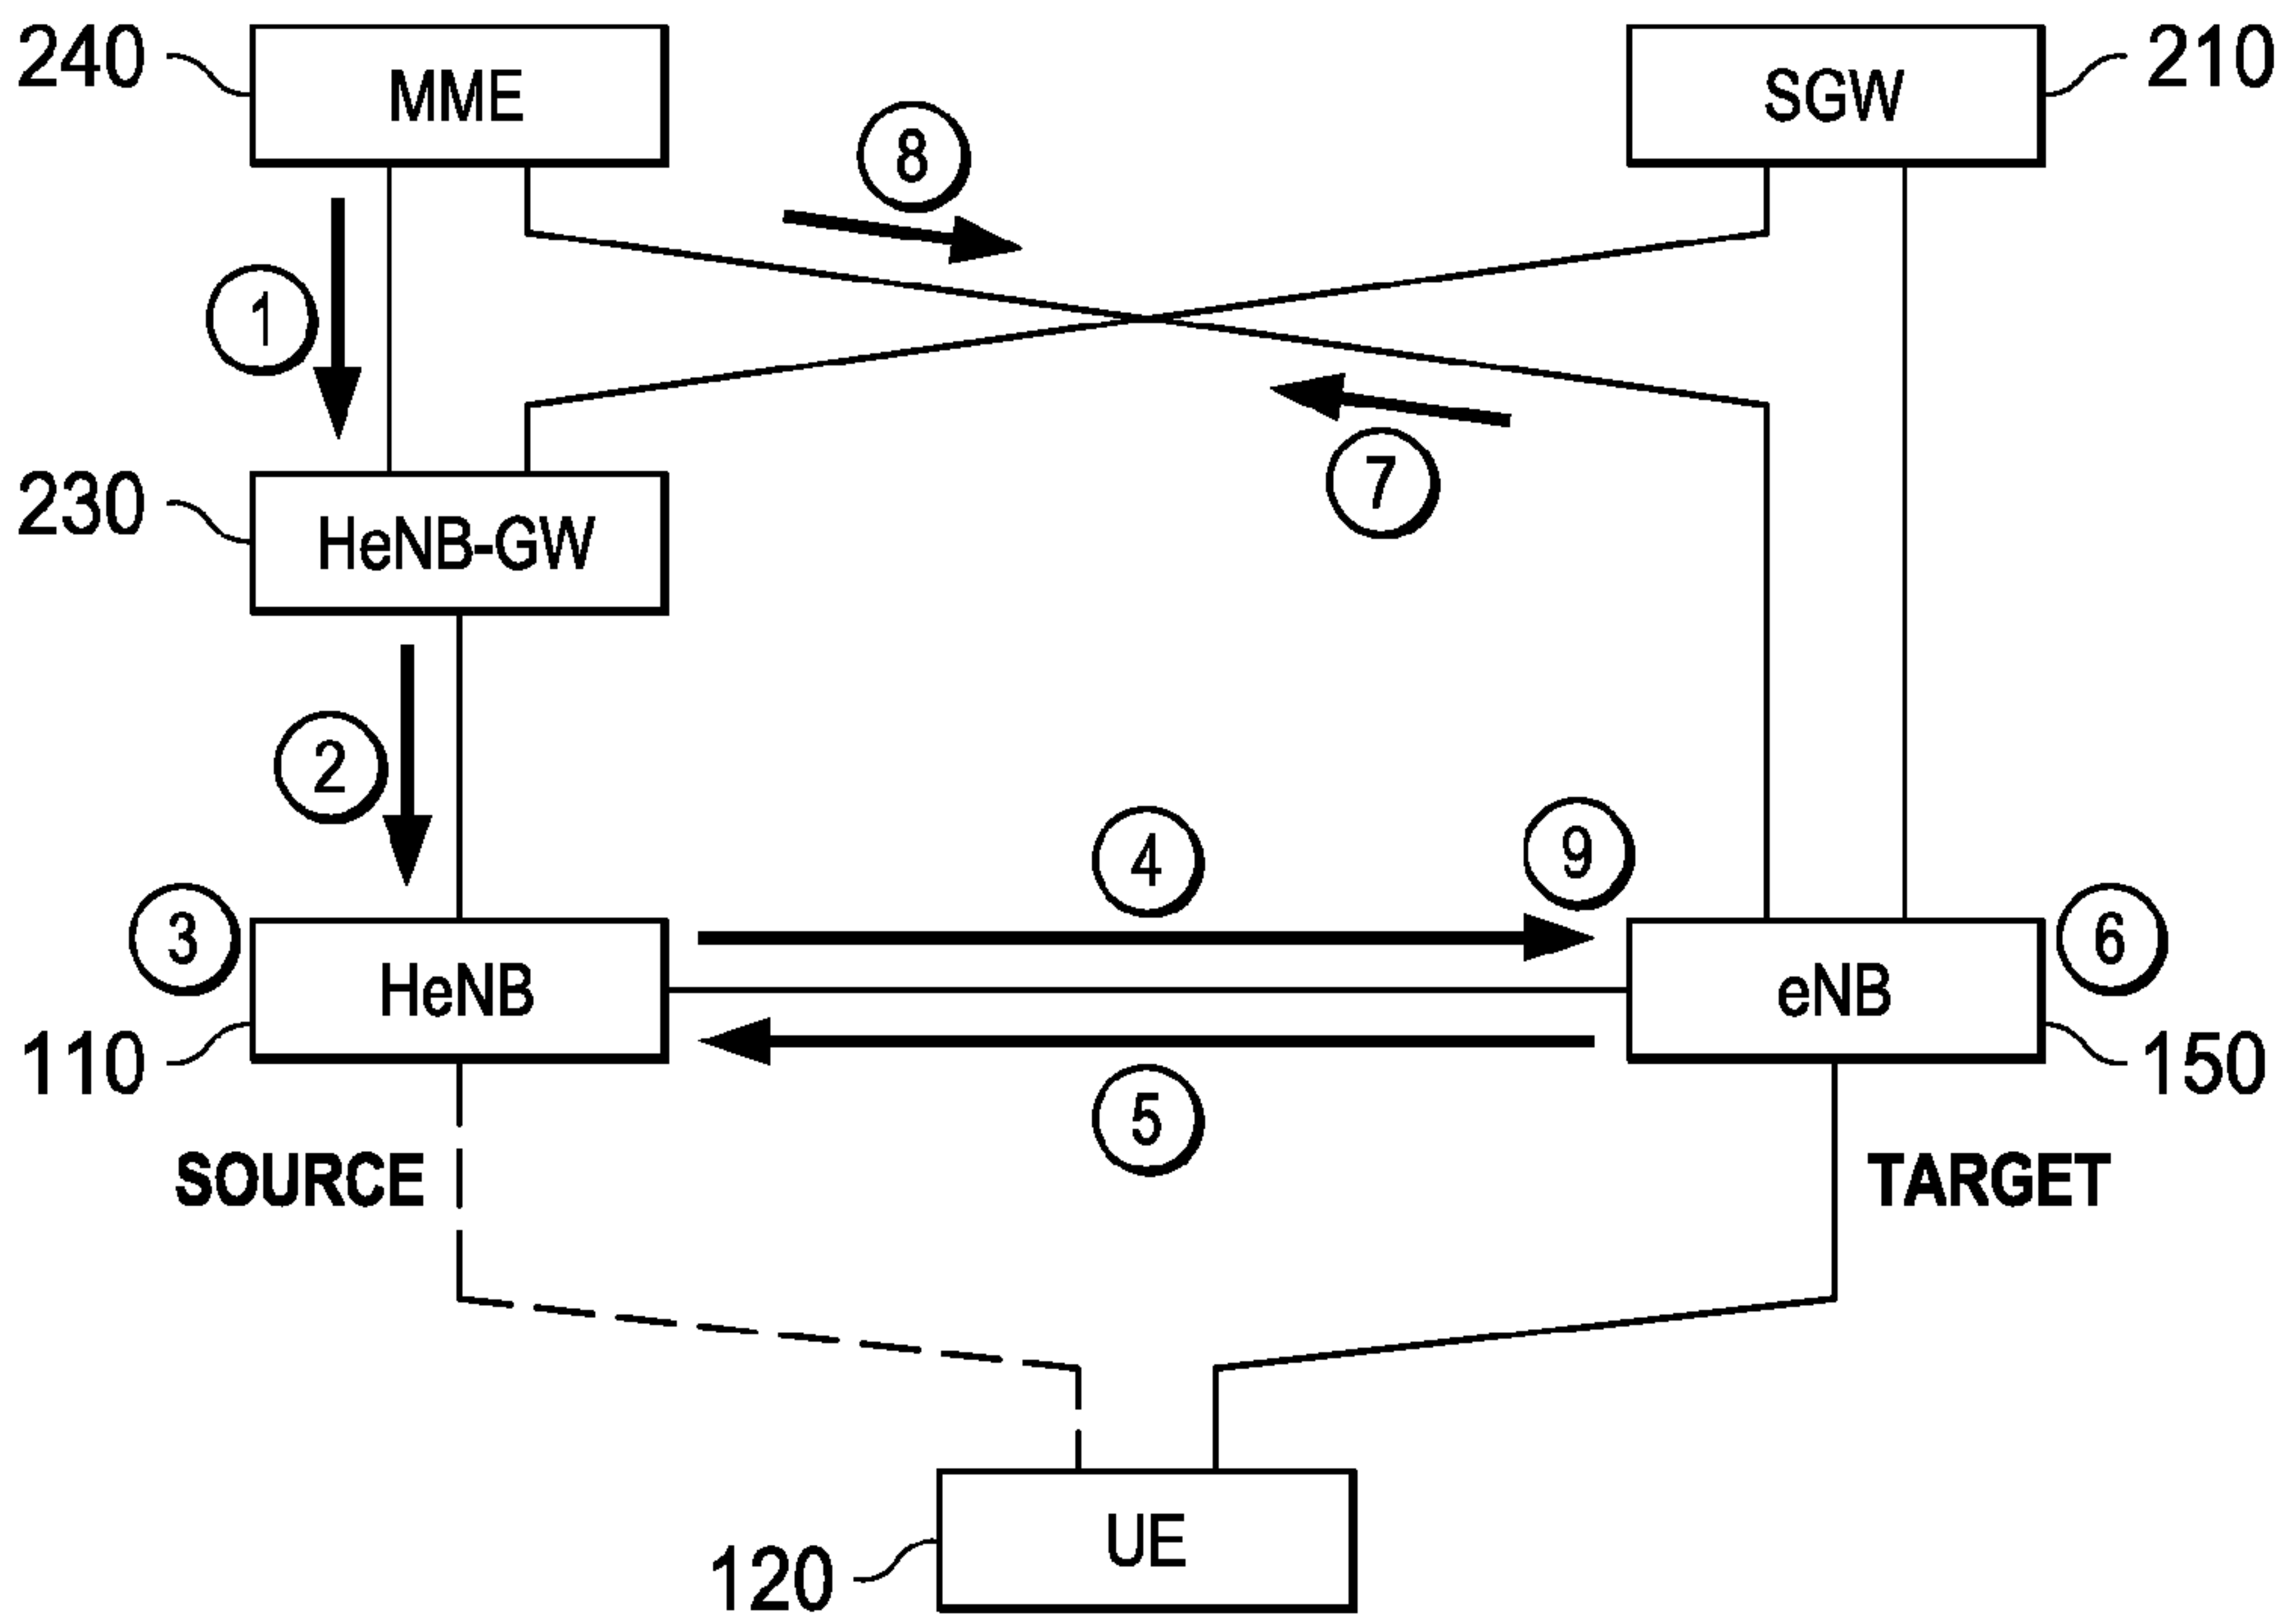 240
MME
SGW
210
8
1
7
230
HeNB-GW
2
4
9
3
HeNB
eNB
6
110
150
5
SOURCE
TARGET
UE
120